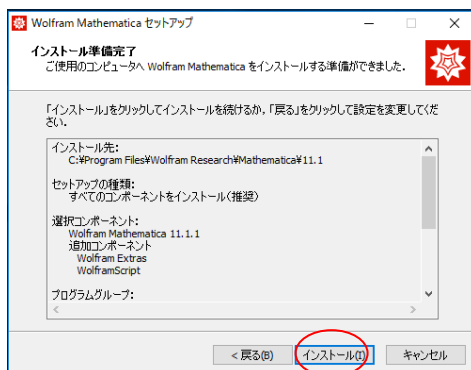 Wolfram Mathematica セットアップ
インストール準備完了
ご使用のコンピュータへ Wolfram Mathematica をインストールする準備ができました.
「インストール」をクリックしてインストールを続けるか、「戻る」をクリックして設定を変更してくだ
さい.
インストール先:
C:¥Program Files¥Wolfram Research¥Mathematica¥11.1
セットアップの種類:
すべてのコンポーネントをインストール(推奨)
選択コンポーネント:
Wolfram Mathematica 11.1.1
追加コンポーネント
Wolfram Extras
WolframScript
プログラムグループ:
< 戻る(B) インストール(I) キャンセル